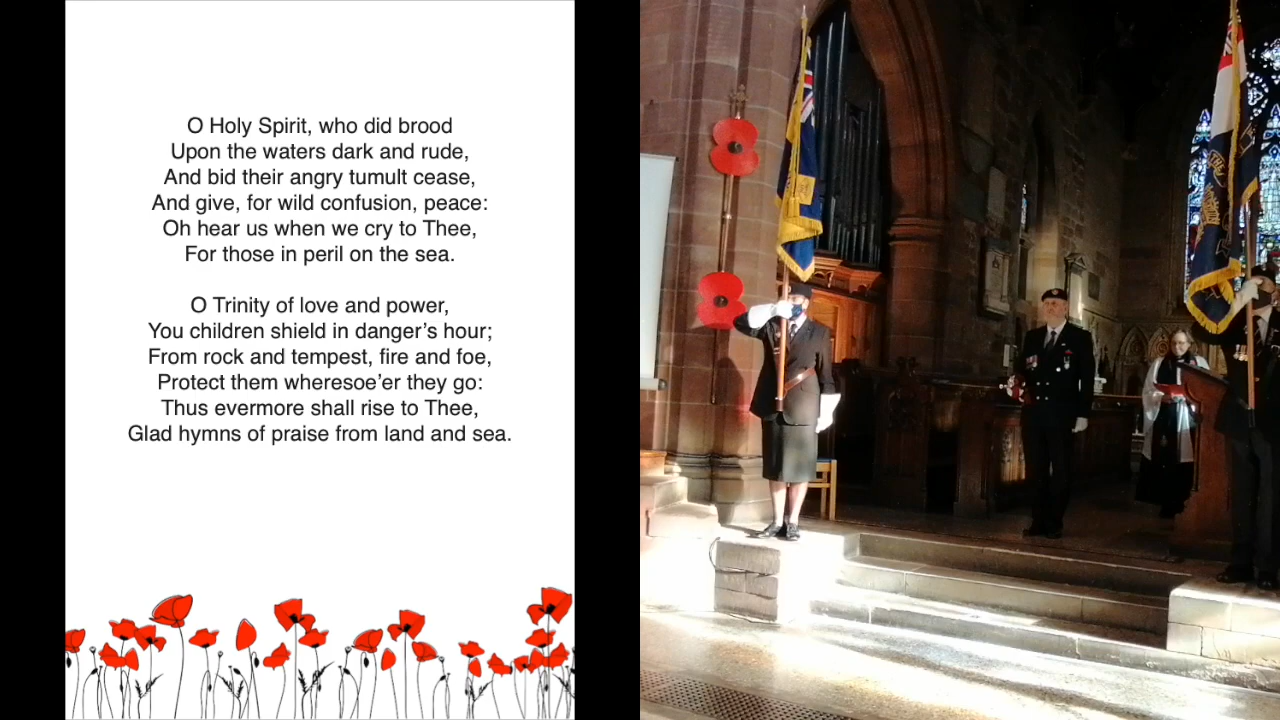 O Holy Spirit, who did brood
Upon the waters dark and rude,
And bid their angry tumult cease,
And give, for wild confusion, peace:
Oh hear us when we cry to Thee,
For those in peril on the sea.
O Trinity of love and power,
You children shield in danger’s hour;
From rock and tempest, fire and foe,
Protect them wheresoe’er they go:
Thus evermore shall rise to Thee,
Glad hymns of praise from land and sea.